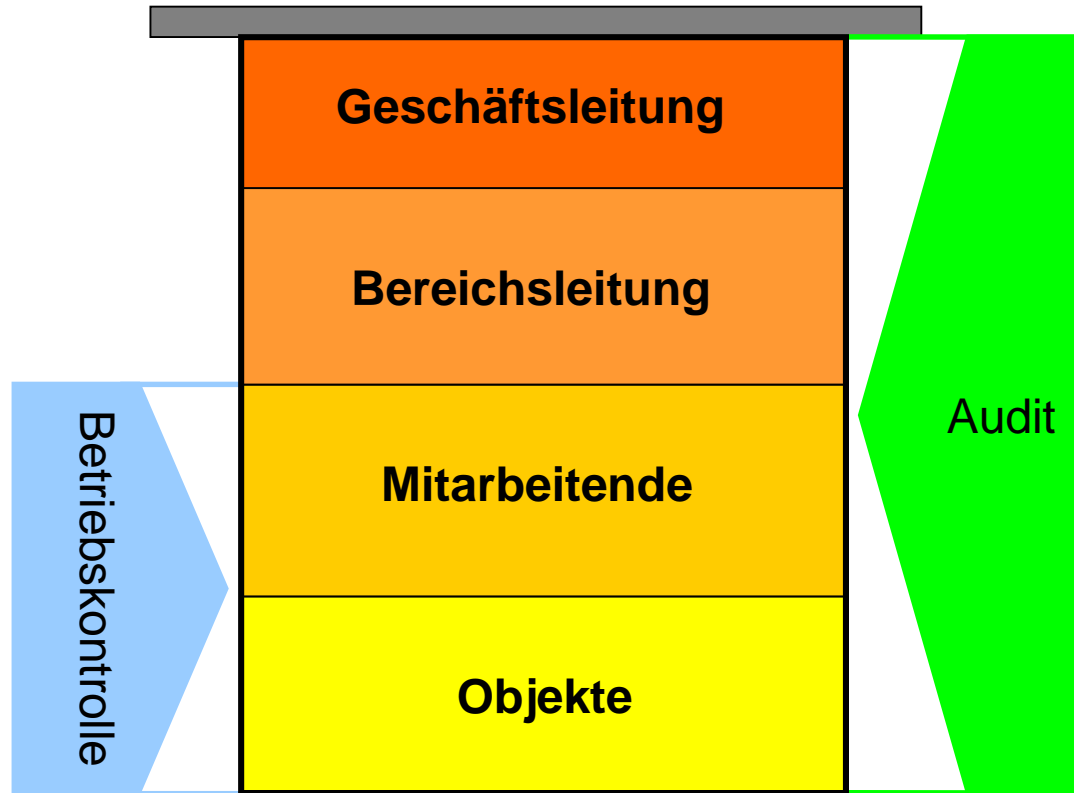 Geschäftsleitung
Bereichsleitung
Mitarbeitende
Objekte
Betriebskontrolle
Audit